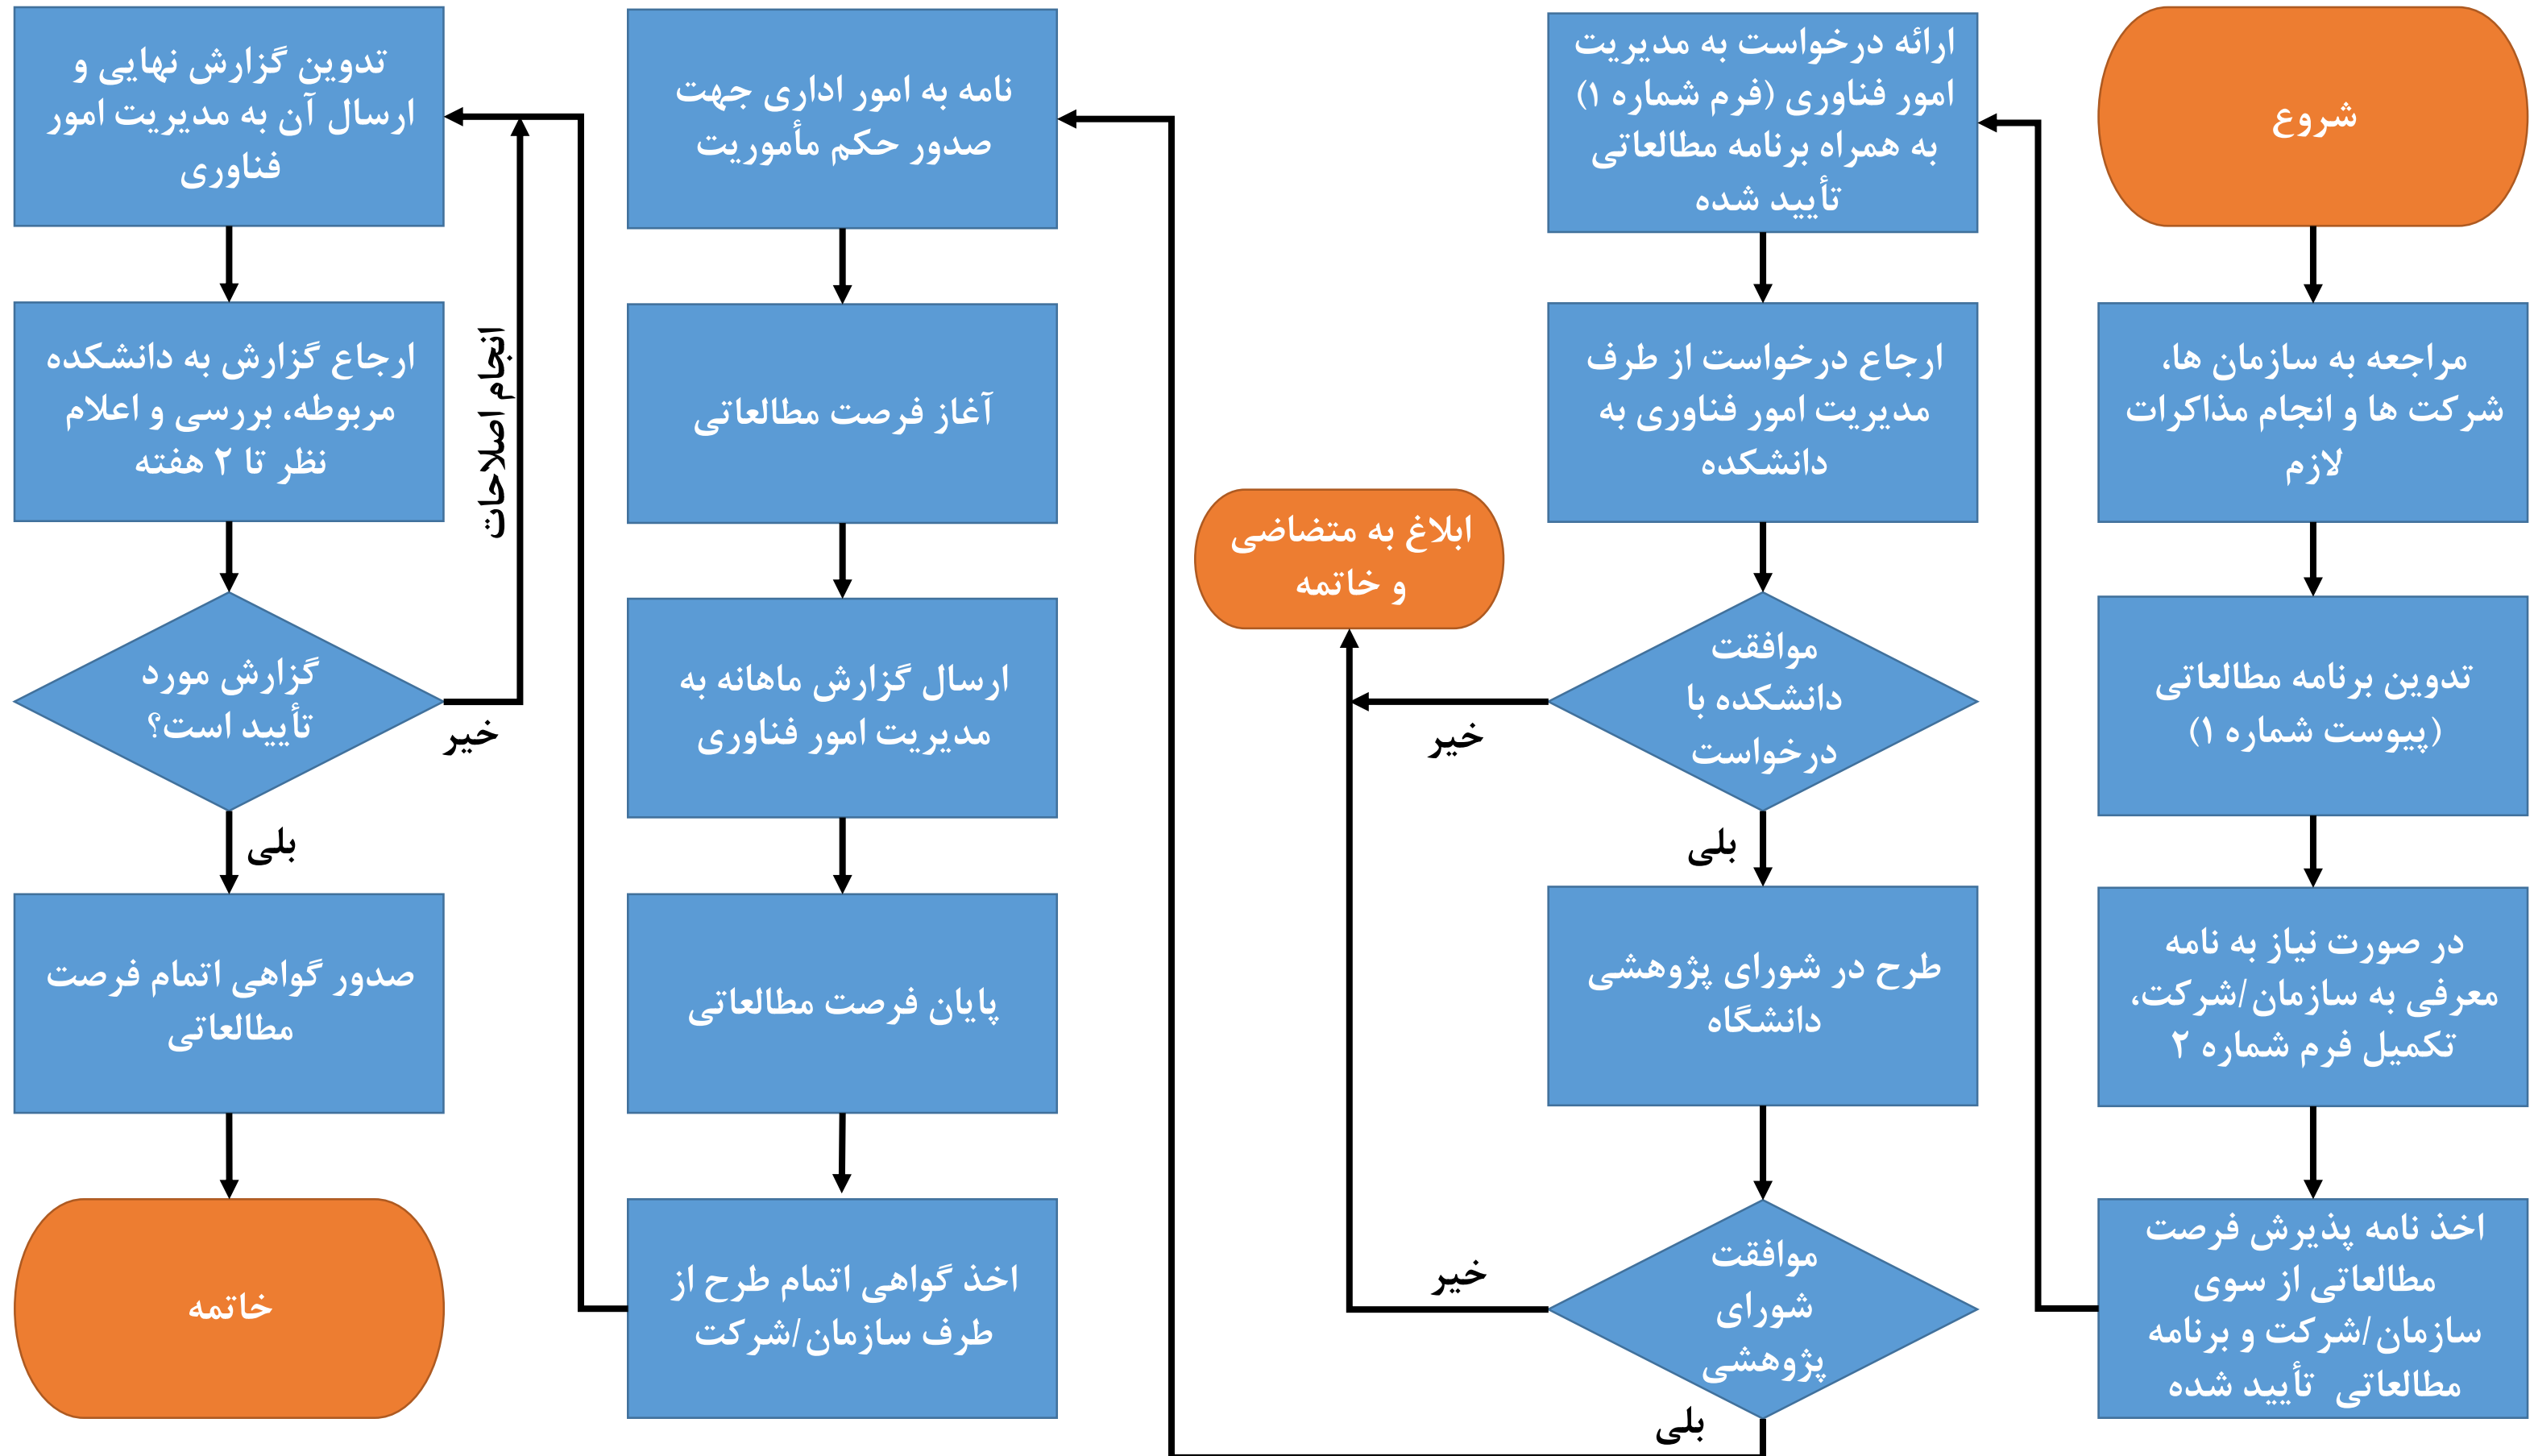 شروع
مراجعه به سازمان ها،
شرکت ها و انجام مذاکرات
لازم
تدوین برنامه مطالعاتی
(پیوست شماره ۱)
در صورت نیاز به نامه
معرفی به سازمان/شرکت،
تکمیل فرم شماره ۲
اخذ نامه پذیرش فرصت
مطالعاتی از سوی
سازمان/شرکت و برنامه
مطالعاتی تأیید شده
ارائه درخواست به مدیریت
امور فناوری (فرم شماره ۱)
به همراه برنامه مطالعاتی
تأیید شده
ارجاع درخواست از طرف
مدیریت امور فناوری به
دانشکده
موافقت
دانشکده با
درخواست
خیر
بلی
ابلاغ به متضاضی
و خاتمه
طرح در شورای پژوهشی
دانشگاه
موافقت
شورای
پژوهشی
خیر
بلی
نامه به امور اداری جهت
صدور حکم مأموریت
آغاز فرصت مطالعاتی
ارسال گزارش ماهانه به
مدیریت امور فناوری
پایان فرصت مطالعاتی
اخذ گواهی اتمام طرح از
طرف سازمان/شرکت
تدوین گزارش نهایی و
ارسال آن به مدیریت امور
فناوری
ارجاع گزارش به دانشکده
مربوطه، بررسی و اعلام
نظر تا ۲ هفته
گزارش مورد
تأیید است؟
خیر
انجام اصلاحات
بلی
صدور گواهی اتمام فرصت
مطالعاتی
خاتمه